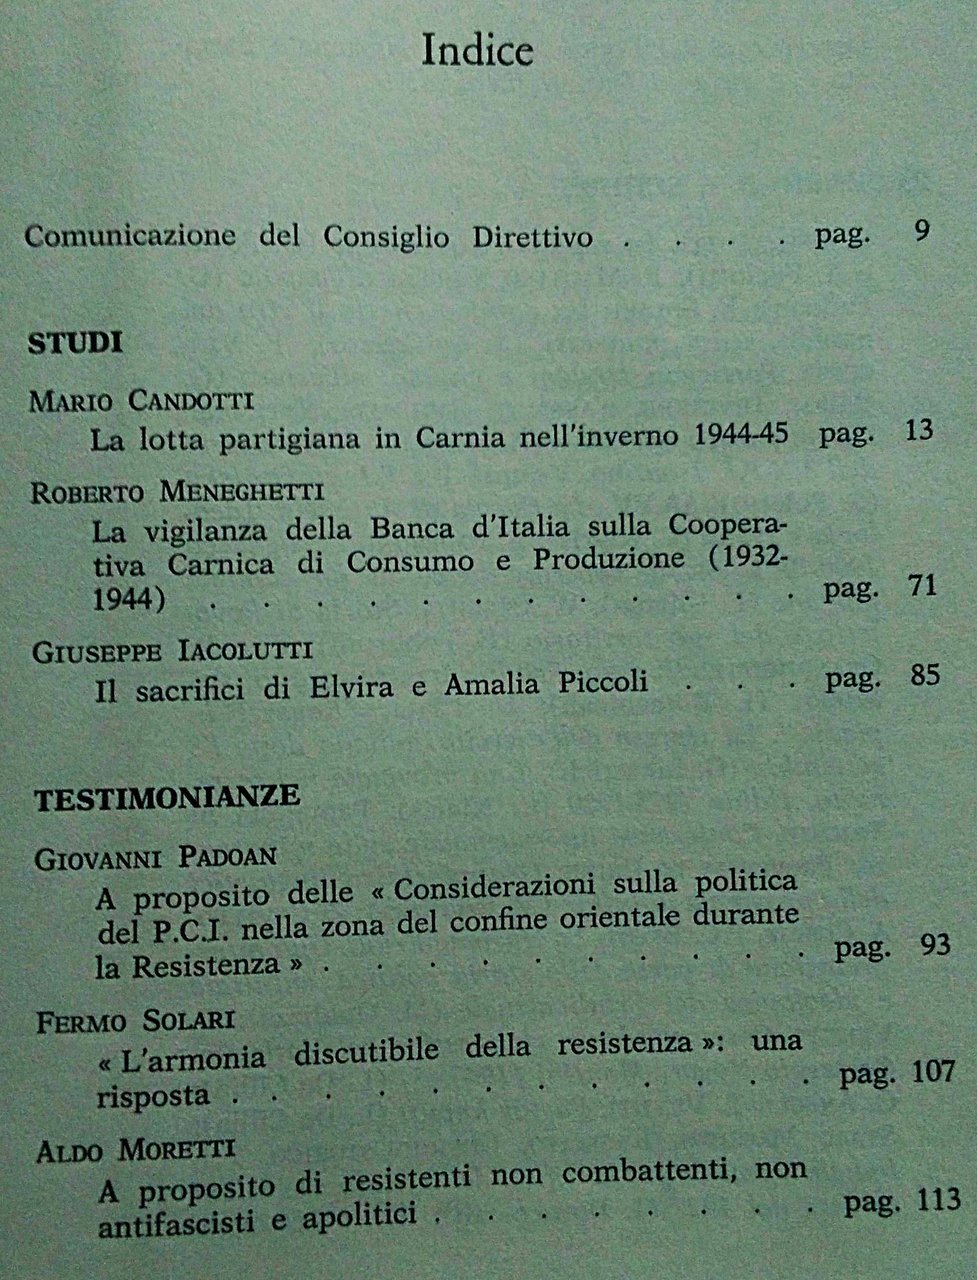 Indice
Comunicazione del Consiglio Direttivo . . . . pag. 9
STUDI
MARIO CANDOTTI
La lotta partigiana in Carnia nell'inverno 1944-45 pag. 13
ROBERTO MENEGHETTI
La vigilanza della Banca d'Italia sulla Coopera-
tiva Carnica di Consumo e Produzione (1932-
1944) . . . . . . . . . . . . pag. 71
GIUSEPPE IACOLUTTI
Il sacrifici di Elvira e Amalia Piccoli . . . pag. 85
TESTIMONIANZE
GIOVANNI PADOAN
A proposito delle « Considerazioni sulla politica
del P.C.I. nella zona del confine orientale durante
la Resistenza » . . . . . . . . . . pag. 93
FERMO SOLARI
« L'armonia discutibile della resistenza »: una
risposta . . . . . . . . . . . . pag. 107
ALDO MORETTI
A proposito di resistenti non combattenti, non
antifascisti e apolitici . . . . . . . . pag. 113